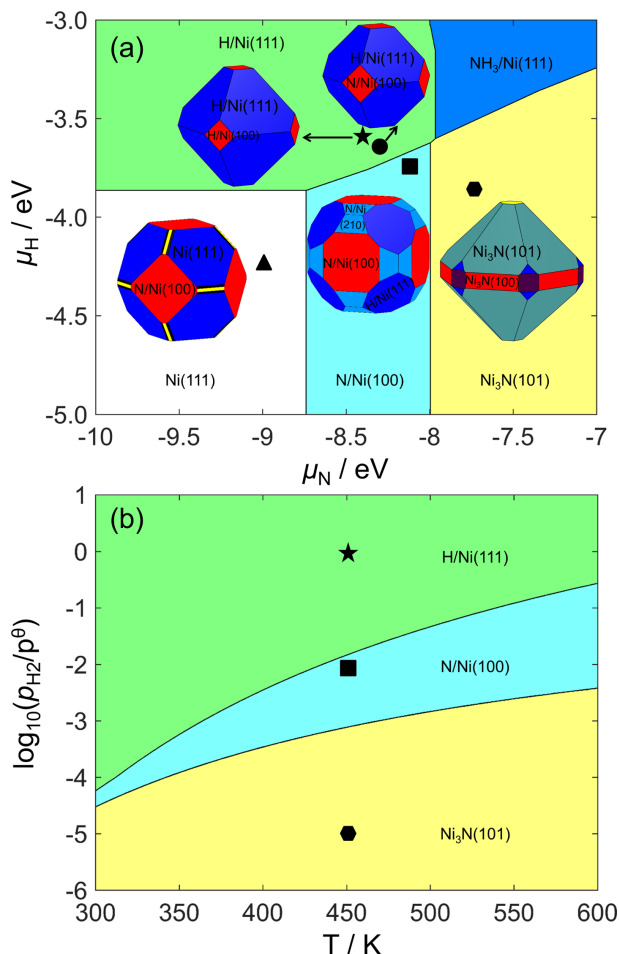 (a)
H/Ni(111)
NH₃/Ni(111)
H/Ni(111)
N/Ni(100)
H/Ni(111)
H/Ni(100)
Ni(111)
N/Ni(100)
N/Ni
(210)
N/Ni(100)
H/Ni(111)
Ni₃N(101)
Ni₃N(100)
Ni(111)
N/Ni(100)
Ni₃N(101)
-3.0
-3.5
-4.0
-4.5
-5.0
μH / eV
-10
-9.5
-9
-8.5
-8
-7.5
-7
μN / eV
(b)
H/Ni(111)
N/Ni(100)
Ni₃N(101)
1
0
-1
-2
-3
-4
-5
-6
log₁₀(pH2/pθ)
300
350
400
450
500
550
600
T / K